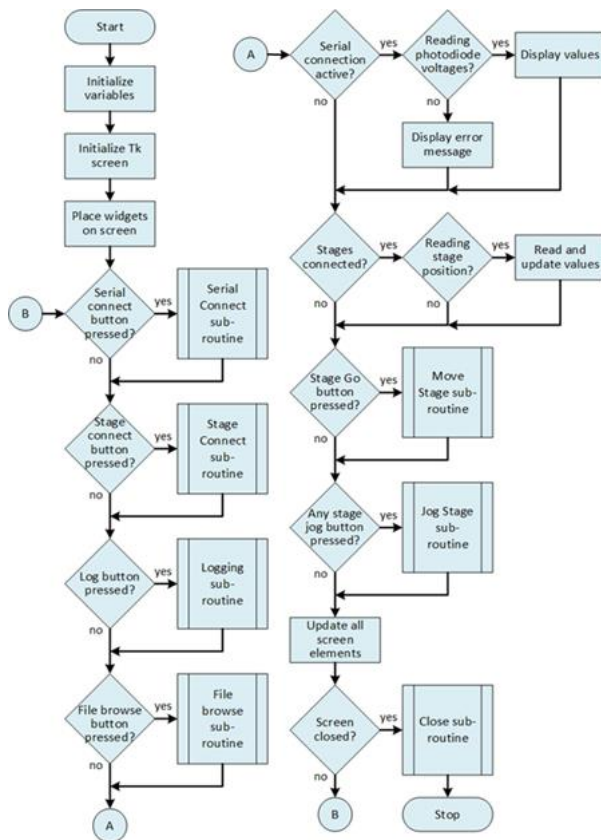 Start
Initialize
variables
Initialize Tk
screen
Place widgets
on screen
B
Serial
connect
button
pressed?
yes
Serial
Connect
sub-
routine
no
Stage
connect
button
pressed?
yes
Stage
Connect
sub-
routine
no
Log button
pressed?
yes
Logging
sub-
routine
no
File browse
button
pressed?
yes
File
browse
sub-
routine
no
A
A
Serial
connection
active?
yes
Reading
photodiode
voltages?
yes
Display values
no
no
Display error
message
Stages
connected?
yes
Reading
stage
position?
yes
Read and
update values
no
no
Stage Go
button
pressed?
yes
Move
Stage sub-
routine
no
Any stage
jog button
pressed?
yes
Jog Stage
sub-
routine
no
Update all
screen
elements
Screen
closed?
yes
Close sub-
routine
no
B
Stop